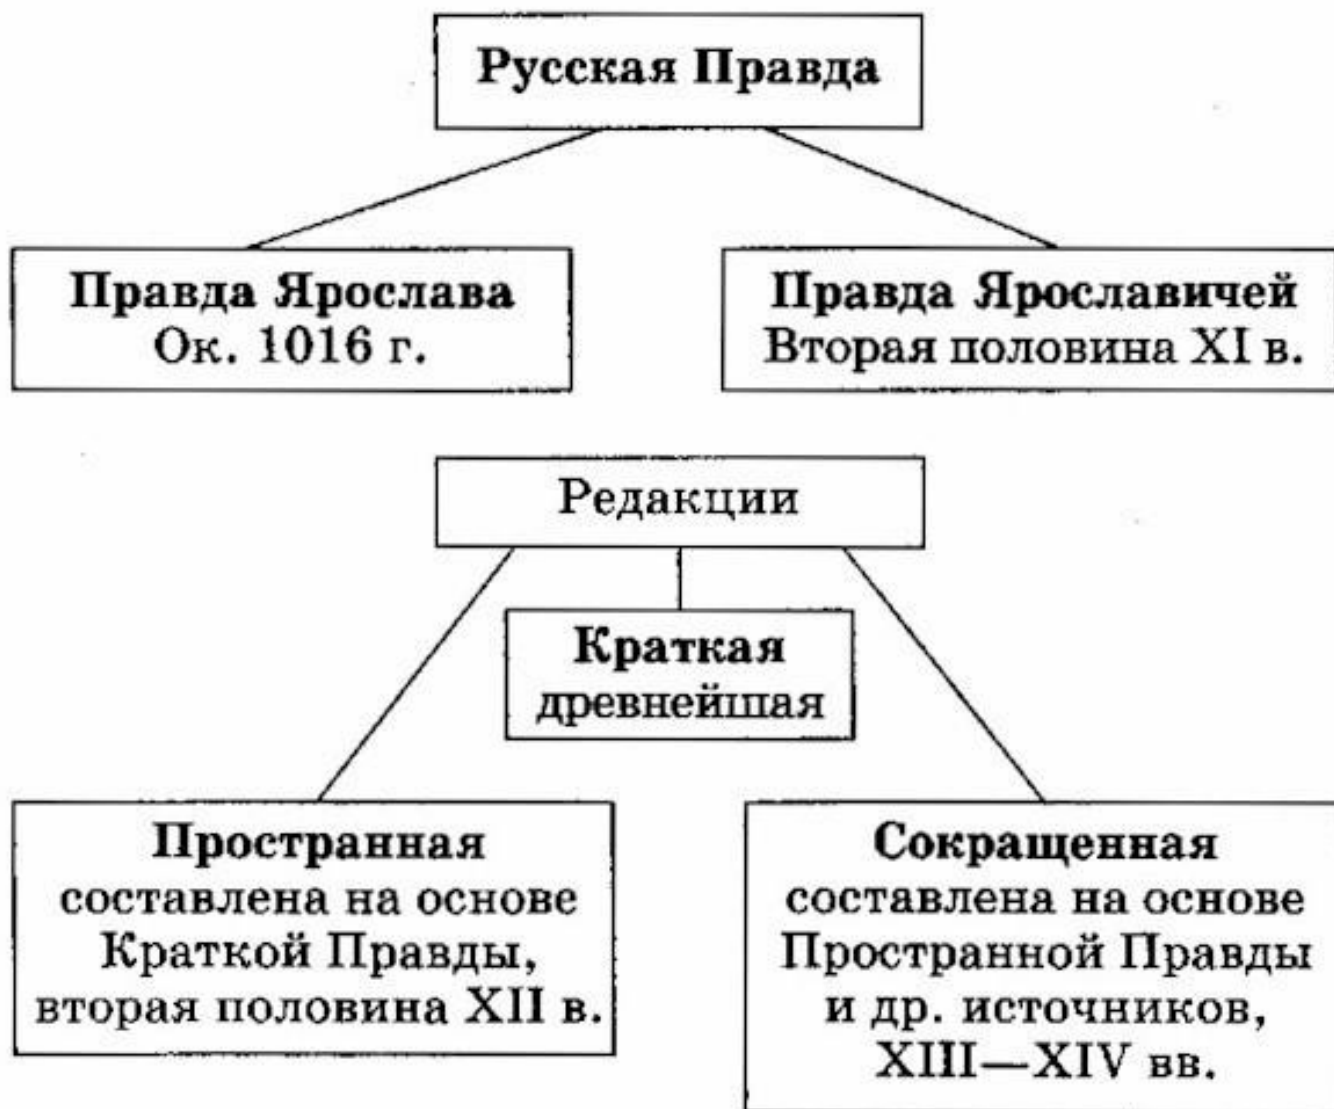 Русская Правда
Правда Ярослава
Ок. 1016 г.
Правда Ярославичей
Вторая половина XI в.
Редакции
Краткая
древнейшая
Пространная
составлена на основе
Краткой Правды,
вторая половина XII в.
Сокращенная
составлена на основе
Пространной Правды
и др. источников,
XIII—XIV вв.